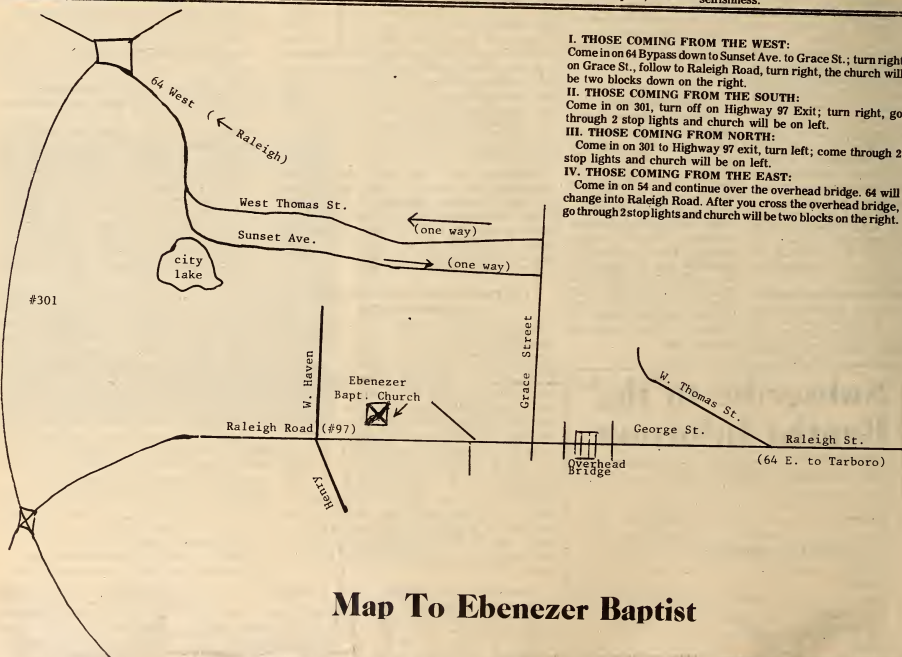 selfishness.
I. THOSE COMING FROM THE WEST:
Come in on 64 Bypass down to Sunset Ave. to Grace St.; turn right
on Grace St., follow to Raleigh Road, turn right, the church will
be two blocks down on the right.
II. THOSE COMING FROM THE SOUTH:
Come in on 301, turn off on Highway 97 Exit; turn right, go
through 2 stop lights and church will be on left.
III. THOSE COMING FROM NORTH:
Come in on 301 to Highway 97 exit, turn left; come through 2
stop lights and church will be on left.
IV. THOSE COMING FROM THE EAST:
Come in on 54 and continue over the overhead bridge. 64 will
change into Raleigh Road. After you cross the overhead bridge,
go through 2 stop lights and church will be two blocks on the right.
64 West (← Raleigh)
West Thomas St.
(one way)
Sunset Ave.
(one way)
city
lake
#301
Grace Street
W. Haven
Ebenezer
Bapt. Church
W. Thomas St.
Raleigh Road (#97)
George St.
Raleigh St.
(64 E. to Tarboro)
Overhead
Bridge
Henry
Map To Ebenezer Baptist